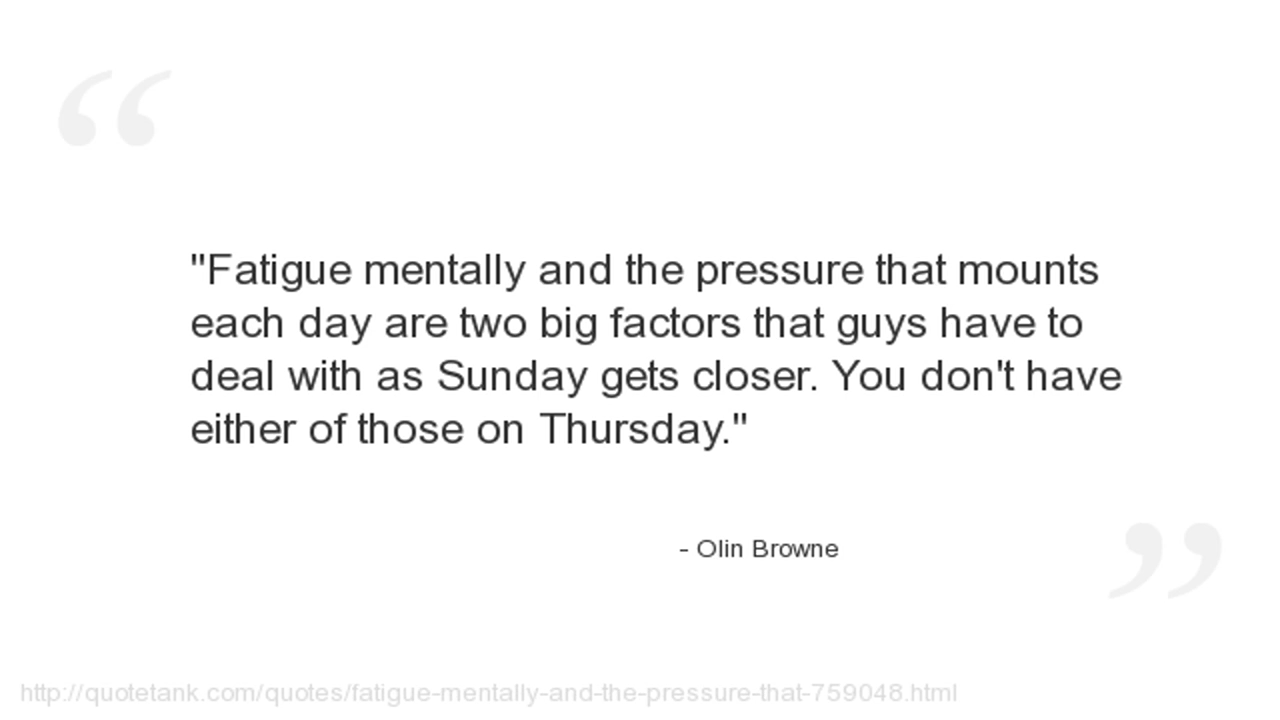 "Fatigue mentally and the pressure that mounts
each day are two big factors that guys have to
deal with as Sunday gets closer. You don't have
either of those on Thursday."
- Olin Browne
http://quotetank.com/quotes/fatigue-mentally-and-the-pressure-that-759048.html